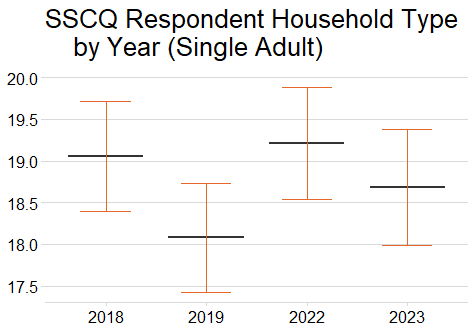 SSCQ Respondent Household Type
by Year (Single Adult)
20.0
19.5
19.0
18.5
18.0
17.5
2018 2019 2022 2023